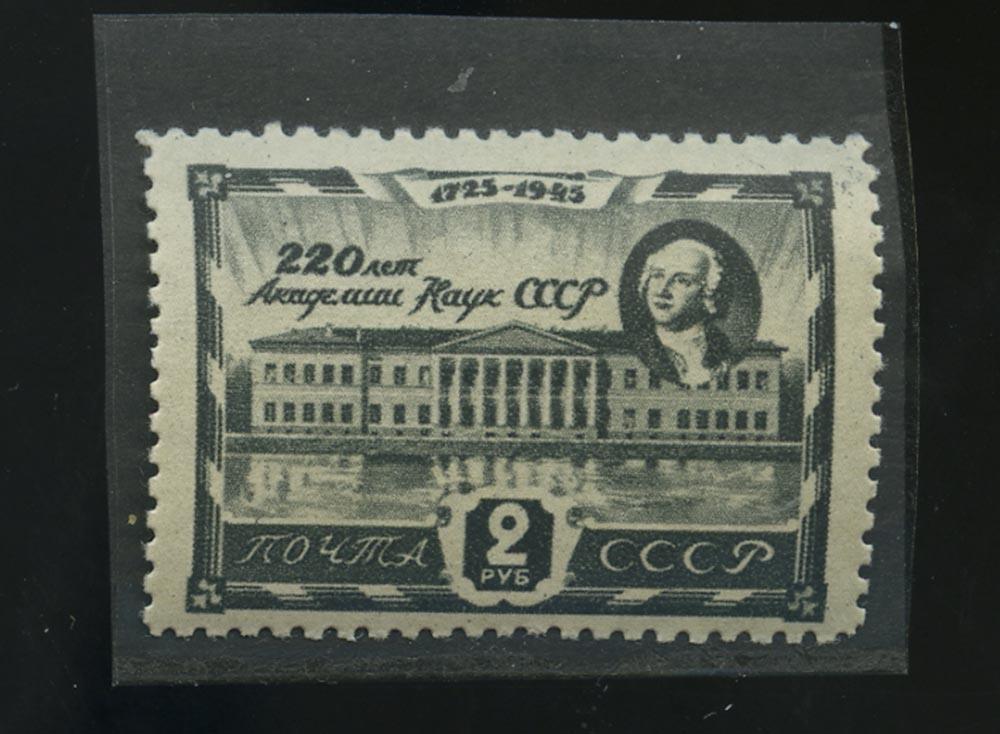 1725-1945
220 лет
Академии Наук СССР
ПОЧТА 2 РУБ СССР